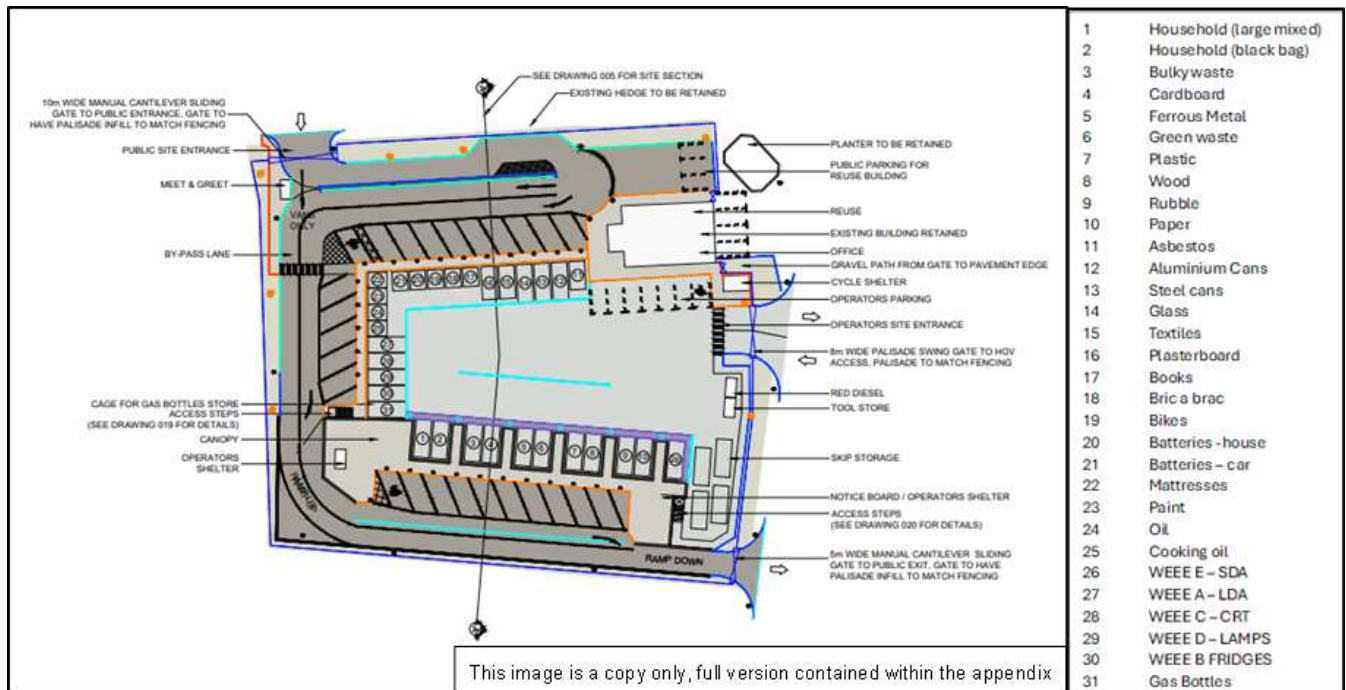 SEE DRAWING 005 FOR SITE SECTION
EXISTING HEDGE TO BE RETAINED
10m WIDE MANUAL CANTILEVER SLIDING
GATE TO PUBLIC ENTRANCE, GATE TO
HAVE PALISADE INFILL TO MATCH FENCING
PUBLIC SITE ENTRANCE
MEET & GREET
VANS
ONLY
BY-PASS LANE
CAGE FOR GAS BOTTLES STORE
ACCESS STEPS
(SEE DRAWING 019 FOR DETAILS)
CANOPY
OPERATORS
SHELTER
RAMP UP
PLANTER TO BE RETAINED
PUBLIC PARKING FOR
REUSE BUILDING
REUSE
EXISTING BUILDING RETAINED
OFFICE
GRAVEL PATH FROM GATE TO PAVEMENT EDGE
CYCLE SHELTER
OPERATORS PARKING
OPERATORS SITE ENTRANCE
8m WIDE PALISADE SWING GATE TO HGV
ACCESS, PALISADE TO MATCH FENCING
RED DIESEL
TOOL STORE
SKIP STORAGE
NOTICE BOARD / OPERATORS SHELTER
ACCESS STEPS
(SEE DRAWING 020 FOR DETAILS)
RAMP DOWN
5m WIDE MANUAL CANTILEVER SLIDING
GATE TO PUBLIC EXIT, GATE TO HAVE
PALISADE INFILL TO MATCH FENCING
1 2 3 4 5 6 7 8 9 10
This image is a copy only, full version contained within the appendix
1 Household (large mixed)
2 Household (black bag)
3 Bulky waste
4 Cardboard
5 Ferrous Metal
6 Green waste
7 Plastic
8 Wood
9 Rubble
10 Paper
11 Asbestos
12 Aluminium Cans
13 Steel cans
14 Glass
15 Textiles
16 Plasterboard
17 Books
18 Bric a brac
19 Bikes
20 Batteries - house
21 Batteries – car
22 Mattresses
23 Paint
24 Oil
25 Cooking oil
26 WEEE E – SDA
27 WEEE A – LDA
28 WEEE C – CRT
29 WEEE D – LAMPS
30 WEEE B FRIDGES
31 Gas Bottles